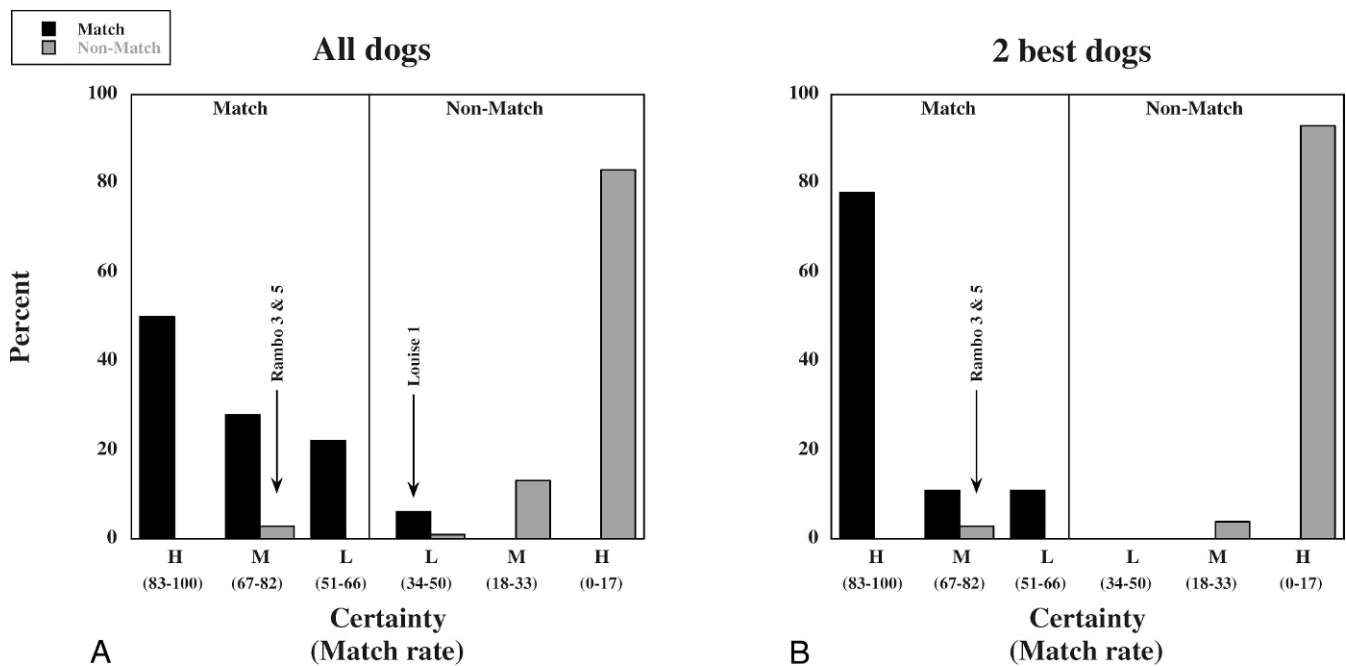 Match
Non-Match
All dogs
2 best dogs
Percent
100
80
60
40
20
0
Match
Non-Match
Rambo 3 & 5
Louise 1
H
M
L
L
M
H
(83-100)
(67-82)
(51-66)
(34-50)
(18-33)
(0-17)
Certainty
(Match rate)
A
100
80
60
40
20
0
Match
Non-Match
Rambo 3 & 5
H
M
L
L
M
H
(83-100)
(67-82)
(51-66)
(34-50)
(18-33)
(0-17)
Certainty
(Match rate)
B